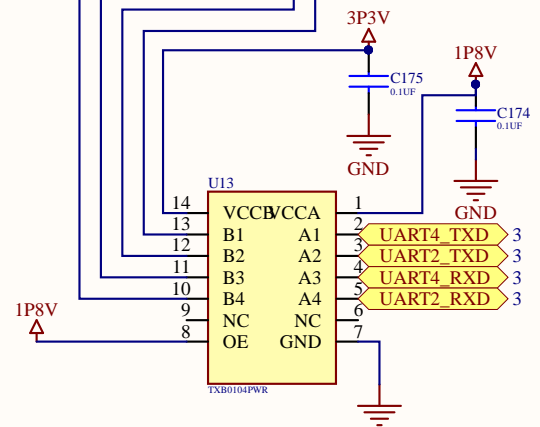 3P3V
1P8V
C175
0.1UF
C174
0.1UF
GND
GND
U13
14 VCCB VCCA 1
13 B1 A1 2 UART4_TXD 3
12 B2 A2 3 UART2_TXD 3
11 B3 A3 4 UART4_RXD 3
10 B4 A4 5 UART2_RXD 3
9 NC NC 6
1P8V
8 OE GND 7
TXB0104PWR